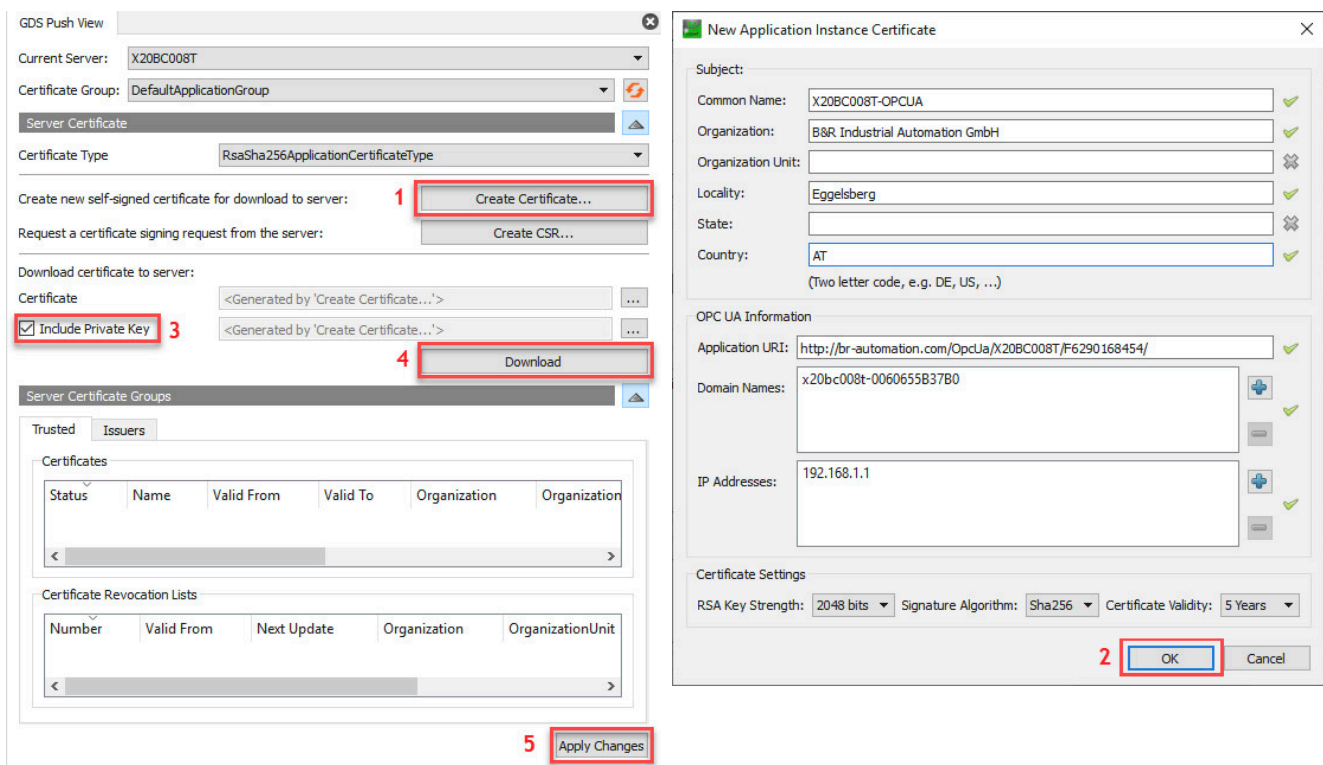 GDS Push View
Current Server: X20BC008T
Certificate Group: DefaultApplicationGroup
Server Certificate
Certificate Type RsaSha256ApplicationCertificateType
Create new self-signed certificate for download to server: 1 Create Certificate...
Request a certificate signing request from the server: Create CSR...
Download certificate to server:
Certificate <Generated by 'Create Certificate...'> ...
Include Private Key 3 <Generated by 'Create Certificate...'> ...
4 Download
Server Certificate Groups
Trusted Issuers
Certificates
Status Name Valid From Valid To Organization Organization
Certificate Revocation Lists
Number Valid From Next Update Organization OrganizationUnit
5 Apply Changes
New Application Instance Certificate
Subject:
Common Name: X20BC008T-OPCUA
Organization: B&R Industrial Automation GmbH
Organization Unit:
Locality: Eggelsberg
State:
Country: AT
(Two letter code, e.g. DE, US, ...)
OPC UA Information
Application URI: http://br-automation.com/OpcUa/X20BC008T/F6290168454/
Domain Names: x20bc008t-0060655B37B0
IP Addresses: 192.168.1.1
Certificate Settings
RSA Key Strength: 2048 bits Signature Algorithm: Sha256 Certificate Validity: 5 Years
2 OK Cancel